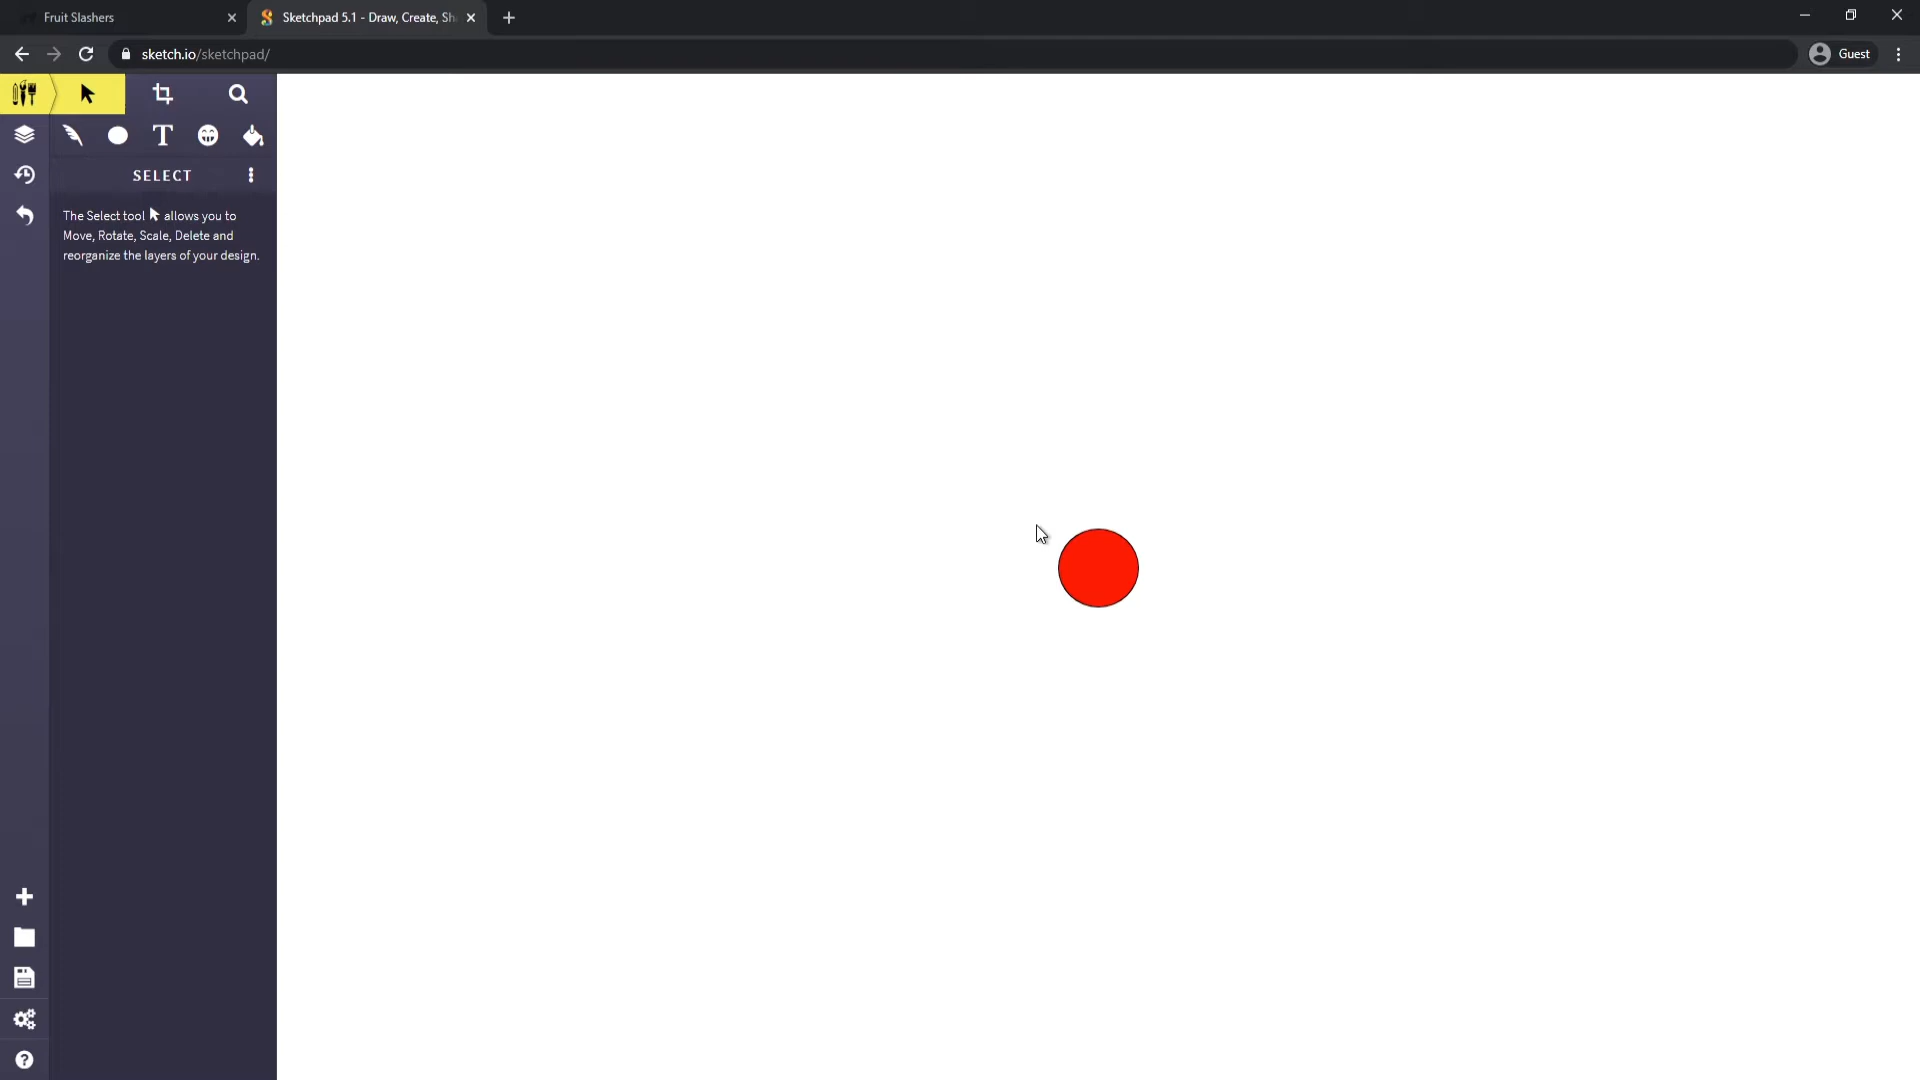 Fruit Slashers
Sketchpad 5.1 - Draw, Create, Sh
sketch.io/sketchpad/
Guest
T
SELECT
The Select tool allows you to
Move, Rotate, Scale, Delete and
reorganize the layers of your design.
?